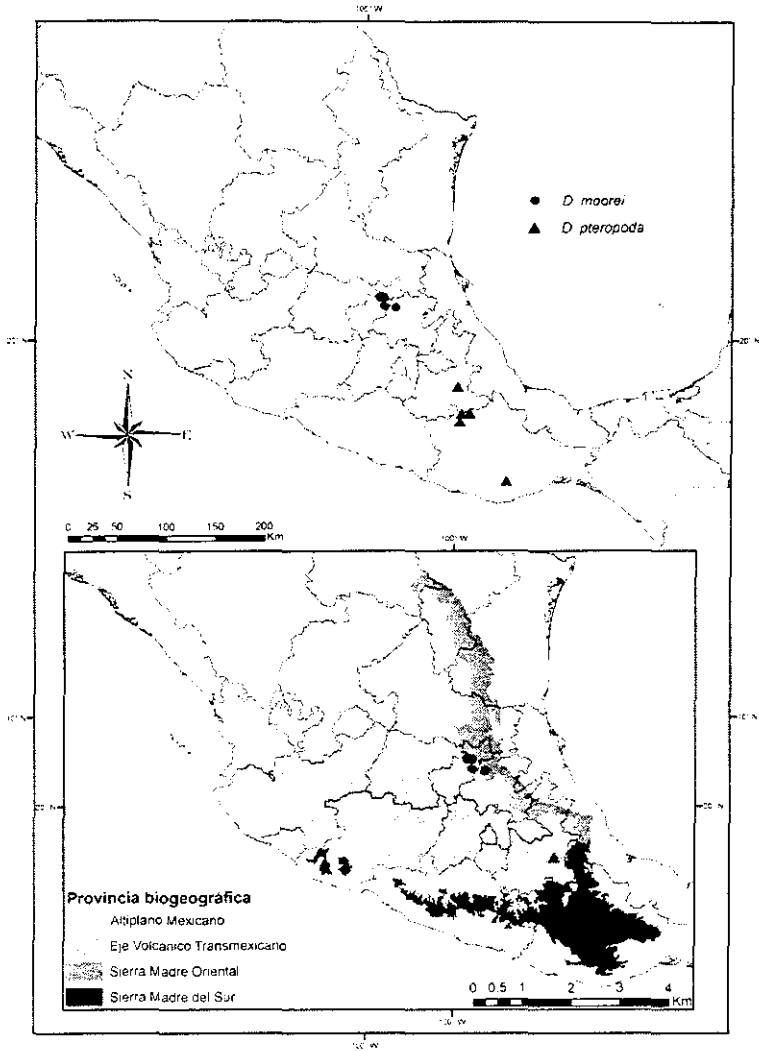 D moorei
D pteropoda
20° N
N
W E
S
0 25 50 100 150 200
Km
Provincia biogeográfica
Altiplano Mexicano
Eje Volcanico Transmexicano
Sierra Madre Oriental
Sierra Madre del Sur
0 0.5 1 2 3 4
Km